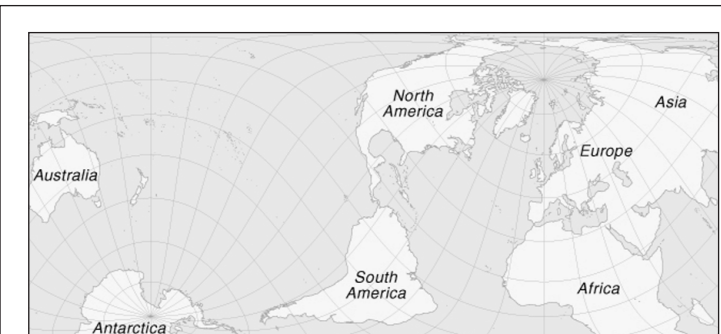 North
America
Asia
Europe
Australia
South
America
Africa
Antarctica